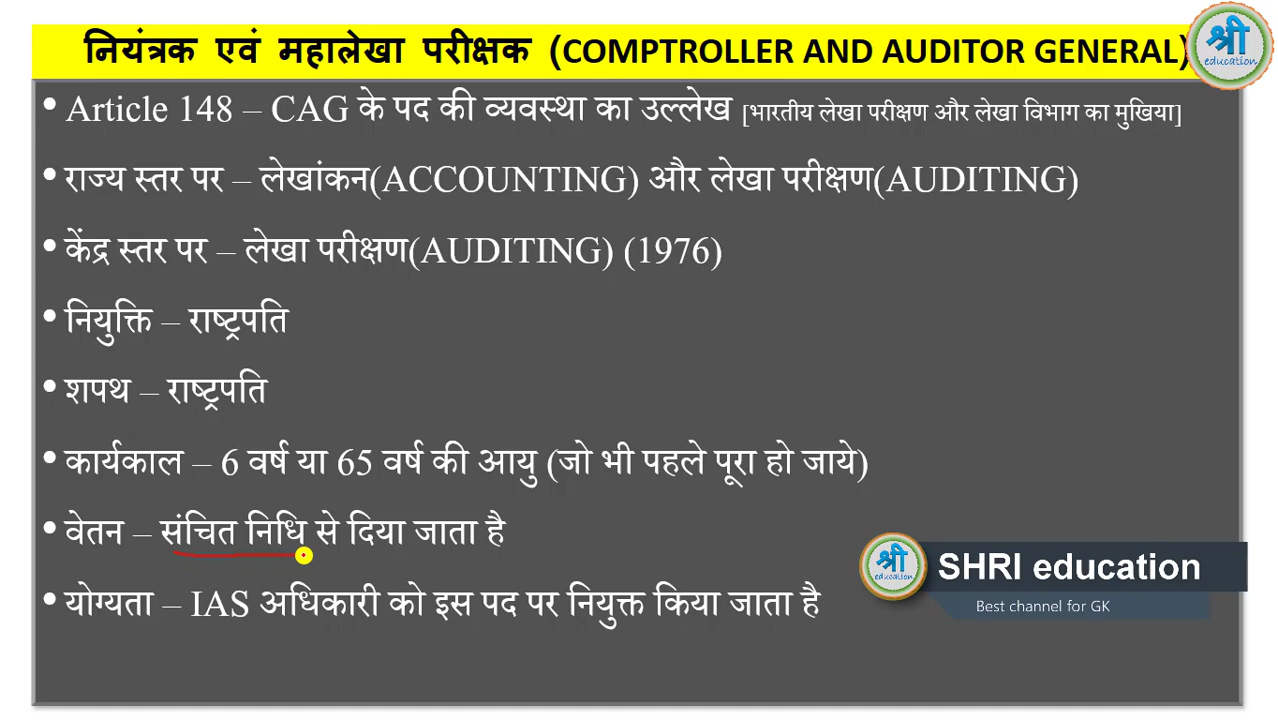 नियंत्रक एवं महालेखा परीक्षक (COMPTROLLER AND AUDITOR GENERAL)
श्री
education
• Article 148 – CAG के पद की व्यवस्था का उल्लेख [भारतीय लेखा परीक्षण और लेखा विभाग का मुखिया]
• राज्य स्तर पर – लेखांकन(ACCOUNTING) और लेखा परीक्षण(AUDITING)
• केंद्र स्तर पर – लेखा परीक्षण(AUDITING) (1976)
• नियुक्ति – राष्ट्रपति
• शपथ – राष्ट्रपति
• कार्यकाल – 6 वर्ष या 65 वर्ष की आयु (जो भी पहले पूरा हो जाये)
• वेतन – संचित निधि से दिया जाता है
• योग्यता – IAS अधिकारी को इस पद पर नियुक्त किया जाता है
श्री
education
SHRI education
Best channel for GK